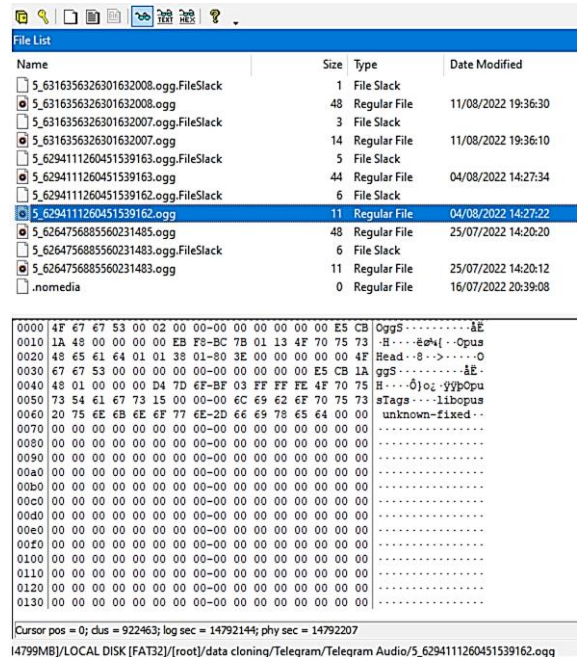 TEXT HEX ?
File List
Name Size Type Date Modified
5_6316356326301632008.ogg.FileSlack 1 File Slack
5_6316356326301632008.ogg 48 Regular File 11/08/2022 19:36:30
5_6316356326301632007.ogg.FileSlack 3 File Slack
5_6316356326301632007.ogg 14 Regular File 11/08/2022 19:36:10
5_6294111260451539163.ogg.FileSlack 5 File Slack
5_6294111260451539163.ogg 44 Regular File 04/08/2022 14:27:34
5_6294111260451539162.ogg.FileSlack 6 File Slack
5_6294111260451539162.ogg 11 Regular File 04/08/2022 14:27:22
5_6264756885560231485.ogg 48 Regular File 25/07/2022 14:20:20
5_6264756885560231483.ogg.FileSlack 6 File Slack
5_6264756885560231483.ogg 11 Regular File 25/07/2022 14:20:12
.nomedia 0 Regular File 16/07/2022 20:39:08
0000 4F 67 67 53 00 02 00 00-00 00 00 00 00 00 E5 CB OggS··········åË
0010 1A 48 00 00 00 00 EB F8-BC 7B 01 13 4F 70 75 73 ·H····ëø¼{··Opus
0020 48 65 61 64 01 01 38 01-80 3E 00 00 00 00 00 4F Head··8··>·····O
0030 67 67 53 00 00 00 00 00-00 00 00 00 00 E5 CB 1A ggS··········åË·
0040 48 01 00 00 00 D4 7D 6F-BF 03 FF FF FE 4F 70 75 H····Ô}o¿·ÿÿþOpu
0050 73 54 61 67 73 15 00 00-00 6C 69 62 6F 70 75 73 sTags····libopus
0060 20 75 6E 6B 6E 6F 77 6E-2D 66 69 78 65 64 00 00 unknown-fixed··
0070 00 00 00 00 00 00 00 00-00 00 00 00 00 00 00 00 ················
0080 00 00 00 00 00 00 00 00-00 00 00 00 00 00 00 00 ················
0090 00 00 00 00 00 00 00 00-00 00 00 00 00 00 00 00 ················
00a0 00 00 00 00 00 00 00 00-00 00 00 00 00 00 00 00 ················
00b0 00 00 00 00 00 00 00 00-00 00 00 00 00 00 00 00 ················
00c0 00 00 00 00 00 00 00 00-00 00 00 00 00 00 00 00 ················
00d0 00 00 00 00 00 00 00 00-00 00 00 00 00 00 00 00 ················
00e0 00 00 00 00 00 00 00 00-00 00 00 00 00 00 00 00 ················
00f0 00 00 00 00 00 00 00 00-00 00 00 00 00 00 00 00 ················
0100 00 00 00 00 00 00 00 00-00 00 00 00 00 00 00 00 ················
0110 00 00 00 00 00 00 00 00-00 00 00 00 00 00 00 00 ················
0120 00 00 00 00 00 00 00 00-00 00 00 00 00 00 00 00 ················
0130 00 00 00 00 00 00 00 00-00 00 00 00 00 00 00 00 ················
Cursor pos = 0; clus = 922463; log sec = 14792144; phy sec = 14792207
14799MB]/LOCAL DISK [FAT32]/[root]/data cloning/Telegram/Telegram Audio/5_6294111260451539162.ogg